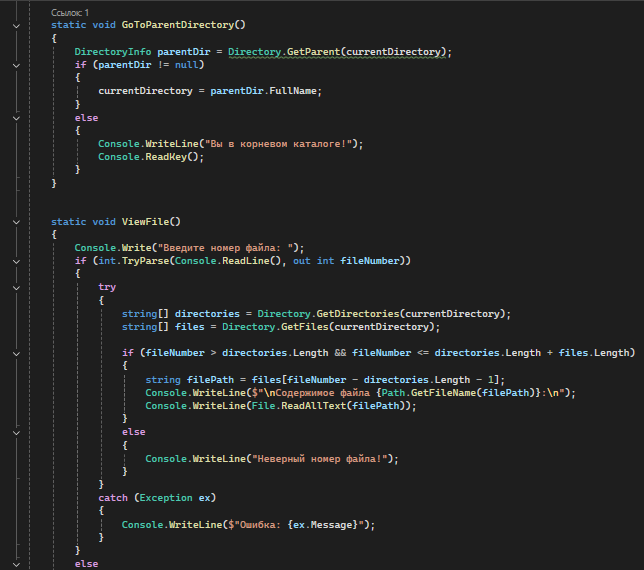 Ссылок: 1
static void GoToParentDirectory()
{
DirectoryInfo parentDir = Directory.GetParent(currentDirectory);
if (parentDir != null)
{
currentDirectory = parentDir.FullName;
}
else
{
Console.WriteLine("Вы в корневом каталоге!");
Console.ReadKey();
}
}
static void ViewFile()
{
Console.Write("Введите номер файла: ");
if (int.TryParse(Console.ReadLine(), out int fileNumber))
{
try
{
string[] directories = Directory.GetDirectories(currentDirectory);
string[] files = Directory.GetFiles(currentDirectory);
if (fileNumber > directories.Length && fileNumber <= directories.Length + files.Length)
{
string filePath = files[fileNumber - directories.Length - 1];
Console.WriteLine($"\nСодержимое файла {Path.GetFileName(filePath)}:\n");
Console.WriteLine(File.ReadAllText(filePath));
}
else
{
Console.WriteLine("Неверный номер файла!");
}
}
catch (Exception ex)
{
Console.WriteLine($"Ошибка: {ex.Message}");
}
}
else